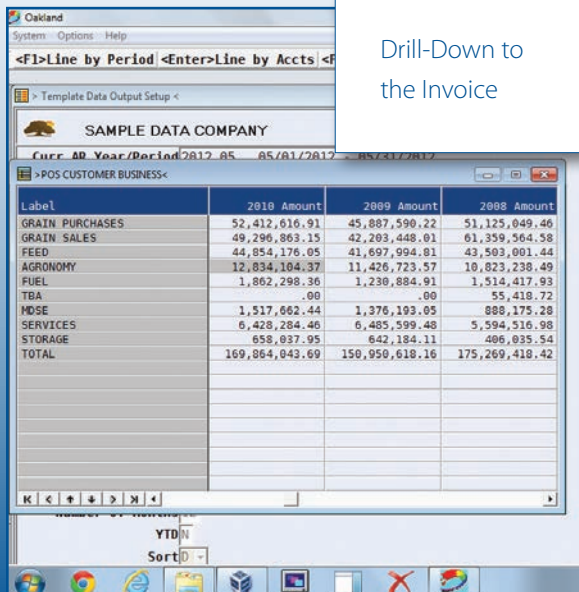 Oakland
System Options Help
<F1>Line by Period <Enter>Line by Accts <F
Drill-Down to
the Invoice
> Template Data Output Setup <
SAMPLE DATA COMPANY
Curr AR Year/Period 2012 05 05/01/2012 - 05/31/2012
>POS CUSTOMER BUSINESS<
Label 2010 Amount 2009 Amount 2008 Amount
GRAIN PURCHASES 52,412,616.91 45,887,590.22 51,125,049.46
GRAIN SALES 49,296,863.15 42,203,448.01 61,359,564.58
FEED 44,854,176.05 41,697,994.81 43,503,001.44
AGRONOMY 12,834,104.37 11,426,723.57 10,823,238.49
FUEL 1,862,298.36 1,230,884.91 1,514,417.93
TBA .00 .00 55,418.72
MDSE 1,517,662.44 1,376,193.05 888,175.28
SERVICES 6,428,284.46 6,485,599.48 5,594,516.98
STORAGE 658,037.95 642,184.11 406,035.54
TOTAL 169,864,043.69 150,950,618.16 175,269,418.42
Number of Months 12
YTD N
Sort D